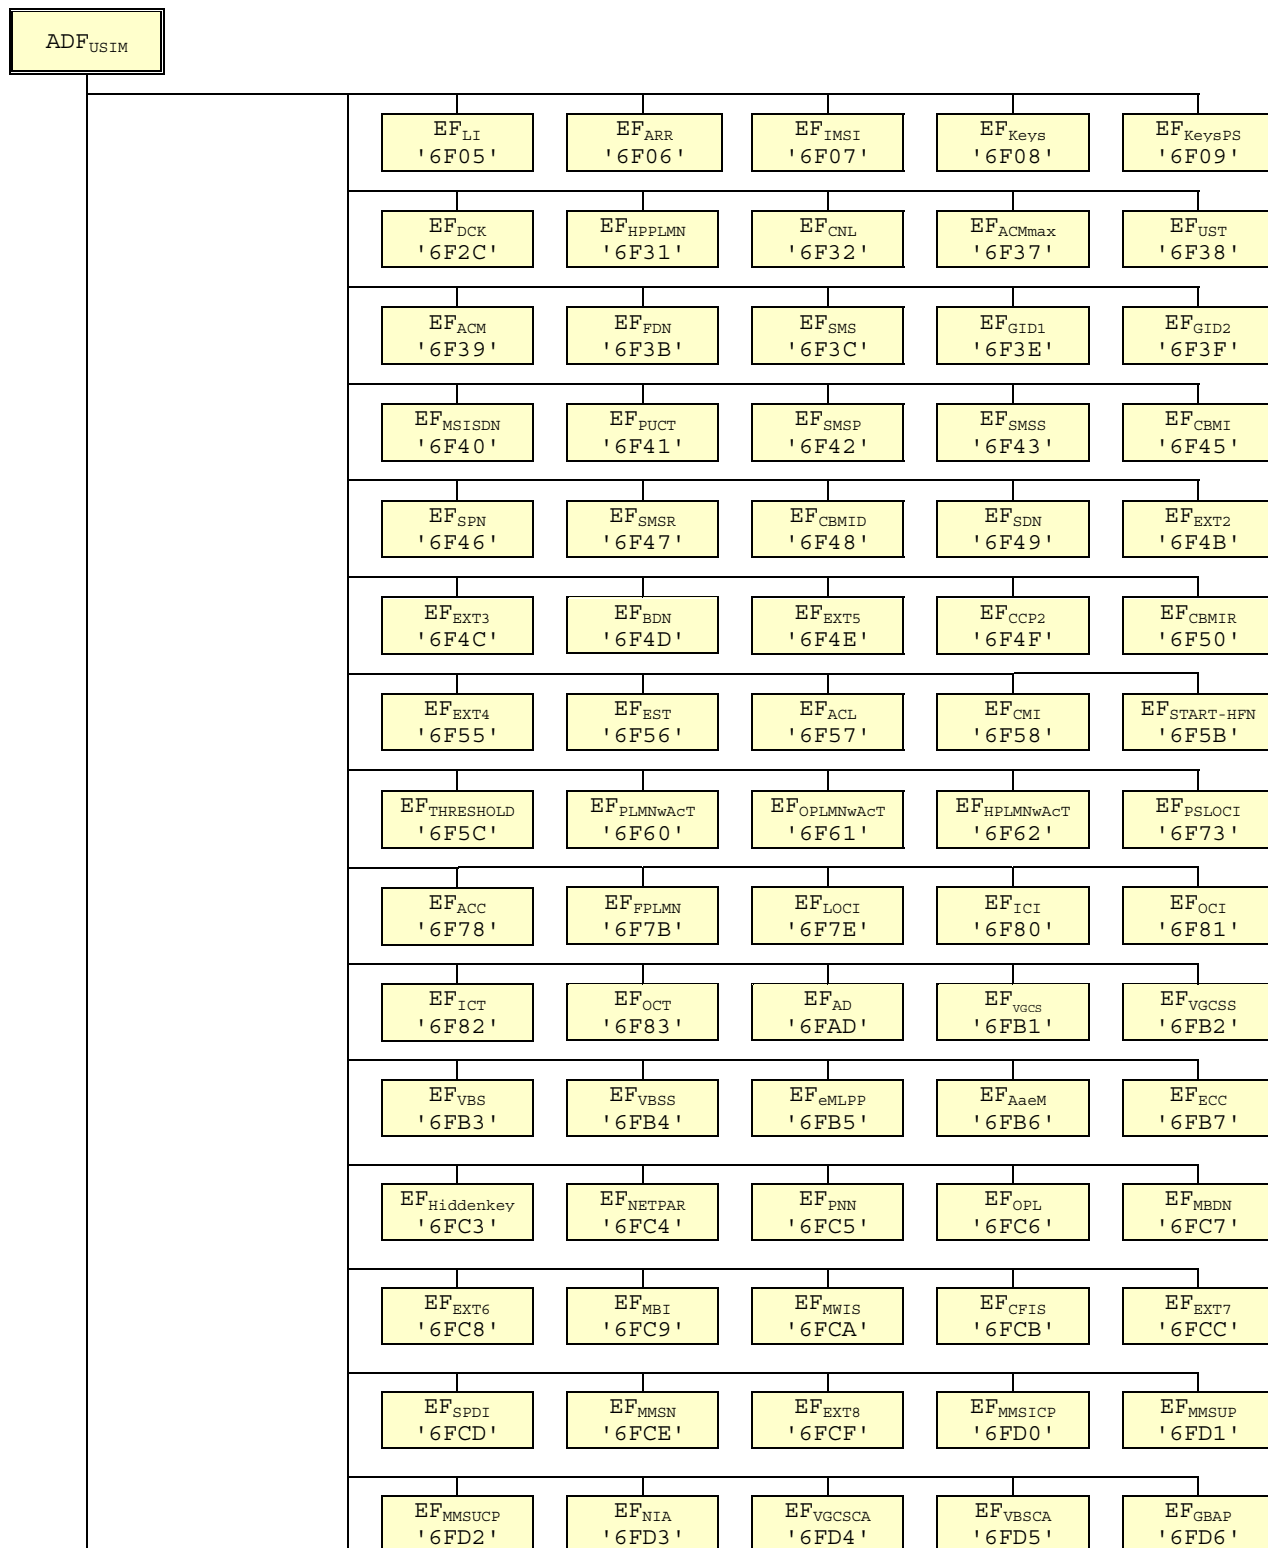 ADFUSIM
EFLI EFARR EFIMSI EFKeys EFKeysPS
'6F05' '6F06' '6F07' '6F08' '6F09'
EFDCK EFHPPLMN EFCNL EFACMmax EFUST
'6F2C' '6F31' '6F32' '6F37' '6F38'
EFACM EFFDN EFSMS EFGID1 EFGID2
'6F39' '6F3B' '6F3C' '6F3E' '6F3F'
EFMSISDN EFPUCT EFSMSP EFSMSS EFCBMI
'6F40' '6F41' '6F42' '6F43' '6F45'
EFSPN EFSMSR EFCBMID EFSDN EFEXT2
'6F46' '6F47' '6F48' '6F49' '6F4B'
EFEXT3 EFBDN EFEXT5 EFCCP2 EFCBMIR
'6F4C' '6F4D' '6F4E' '6F4F' '6F50'
EFEXT4 EFEST EFACL EFCMI EFSTART-HFN
'6F55' '6F56' '6F57' '6F58' '6F5B'
EFTHRESHOLD EFPLMNwAcT EFOPLMNwAcT EFHPLMNwAcT EFPSLOCI
'6F5C' '6F60' '6F61' '6F62' '6F73'
EFACC EFFPLMN EFLOCI EFICI EFOCI
'6F78' '6F7B' '6F7E' '6F80' '6F81'
EFICT EFOCT EFAD EFVGCS EFVGCSS
'6F82' '6F83' '6FAD' '6FB1' '6FB2'
EFVBS EFVBSS EFeMLPP EFAaeM EFECC
'6FB3' '6FB4' '6FB5' '6FB6' '6FB7'
EFHiddenkey EFNETPAR EFPNN EFOPL EFMBDN
'6FC3' '6FC4' '6FC5' '6FC6' '6FC7'
EFEXT6 EFMBI EFMWIS EFCFIS EFEXT7
'6FC8' '6FC9' '6FCA' '6FCB' '6FCC'
EFSPDI EFMMSN EFEXT8 EFMMSICP EFMMSUP
'6FCD' '6FCE' '6FCF' '6FD0' '6FD1'
EFMMSUCP EFNIA EFVGCSCA EFVBSCA EFGBAP
'6FD2' '6FD3' '6FD4' '6FD5' '6FD6'